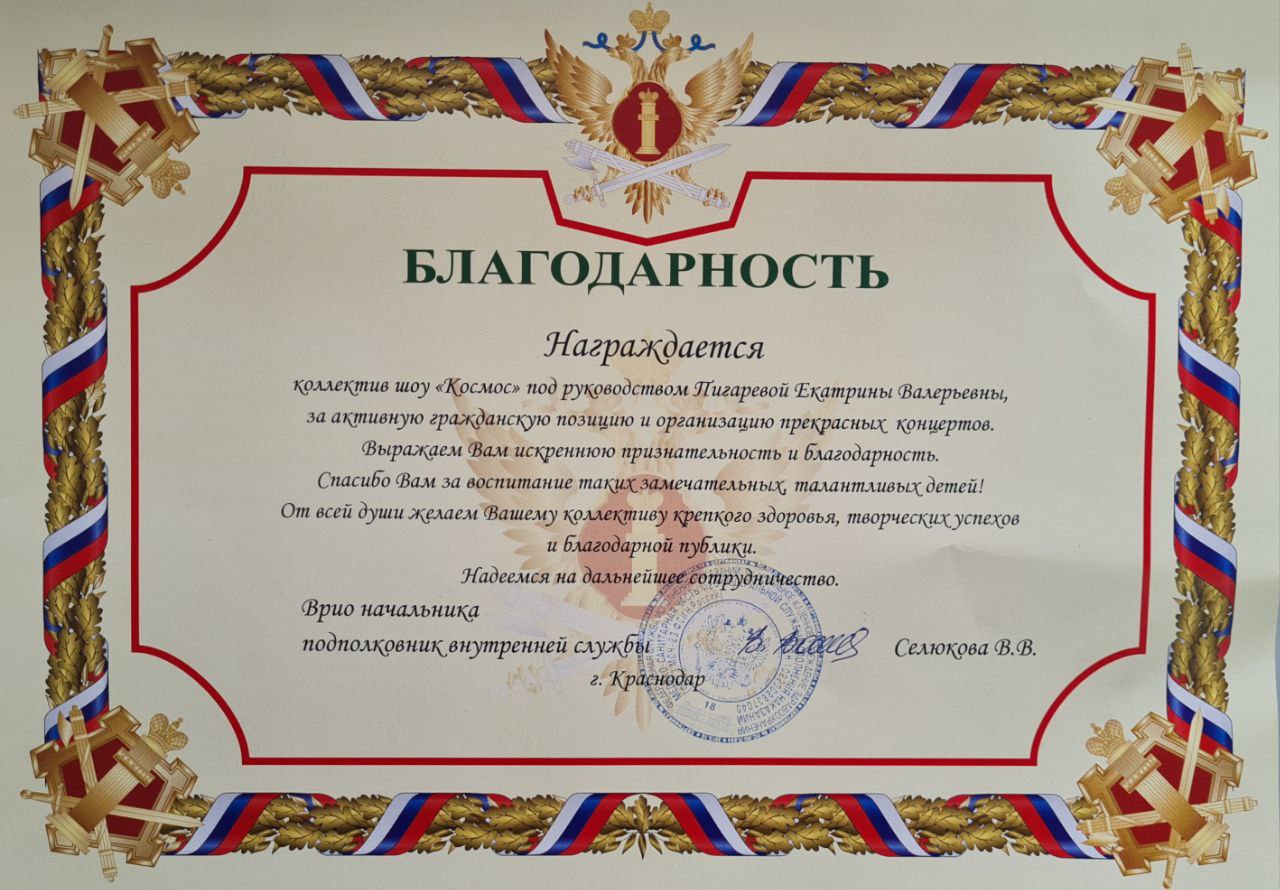 БЛАГОДАРНОСТЬ
Награждается
коллектив шоу «Космос» под руководством Пигаревой Екатрины Валерьевны,
за активную гражданскую позицию и организацию прекрасных концертов.
Выражаем Вам искреннюю признательность и благодарность.
Спасибо Вам за воспитание таких замечательных, талантливых детей!
От всей души желаем Вашему коллективу крепкого здоровья, творческих успехов
и благодарной публики.
Надеемся на дальнейшее сотрудничество.
Врио начальника
подполковник внутренней службы Селюкова В.В.
г. Краснодар
18